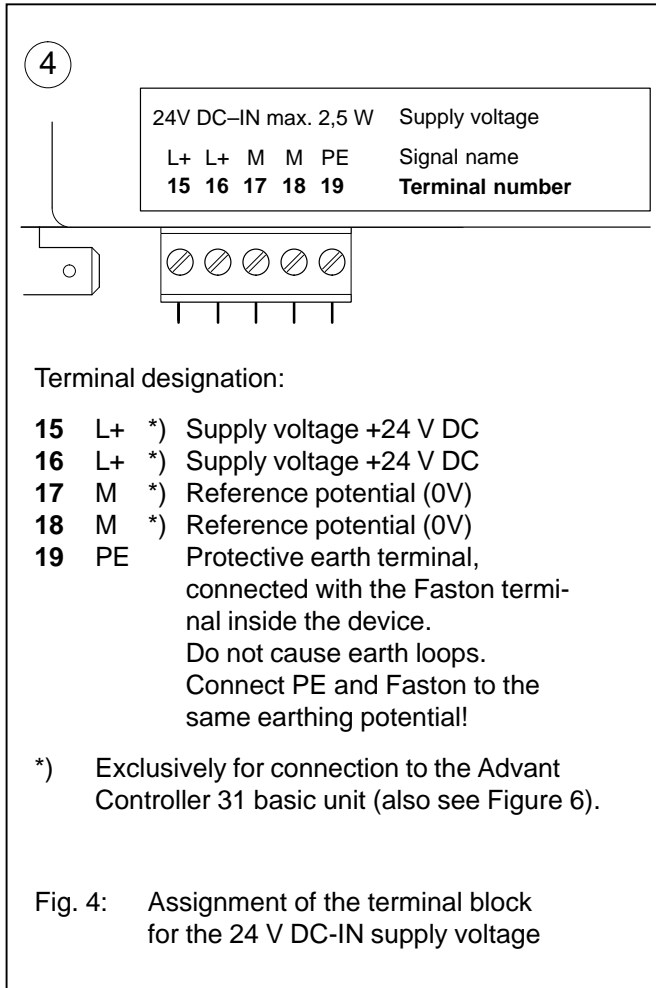 4
24V DC–IN max. 2,5 W Supply voltage
L+ L+ M M PE Signal name
15 16 17 18 19 Terminal number
Terminal designation:
15 L+ *) Supply voltage +24 V DC
16 L+ *) Supply voltage +24 V DC
17 M *) Reference potential (0V)
18 M *) Reference potential (0V)
19 PE Protective earth terminal,
connected with the Faston termi-
nal inside the device.
Do not cause earth loops.
Connect PE and Faston to the
same earthing potential!
*) Exclusively for connection to the Advant
Controller 31 basic unit (also see Figure 6).
Fig. 4: Assignment of the terminal block
for the 24 V DC-IN supply voltage